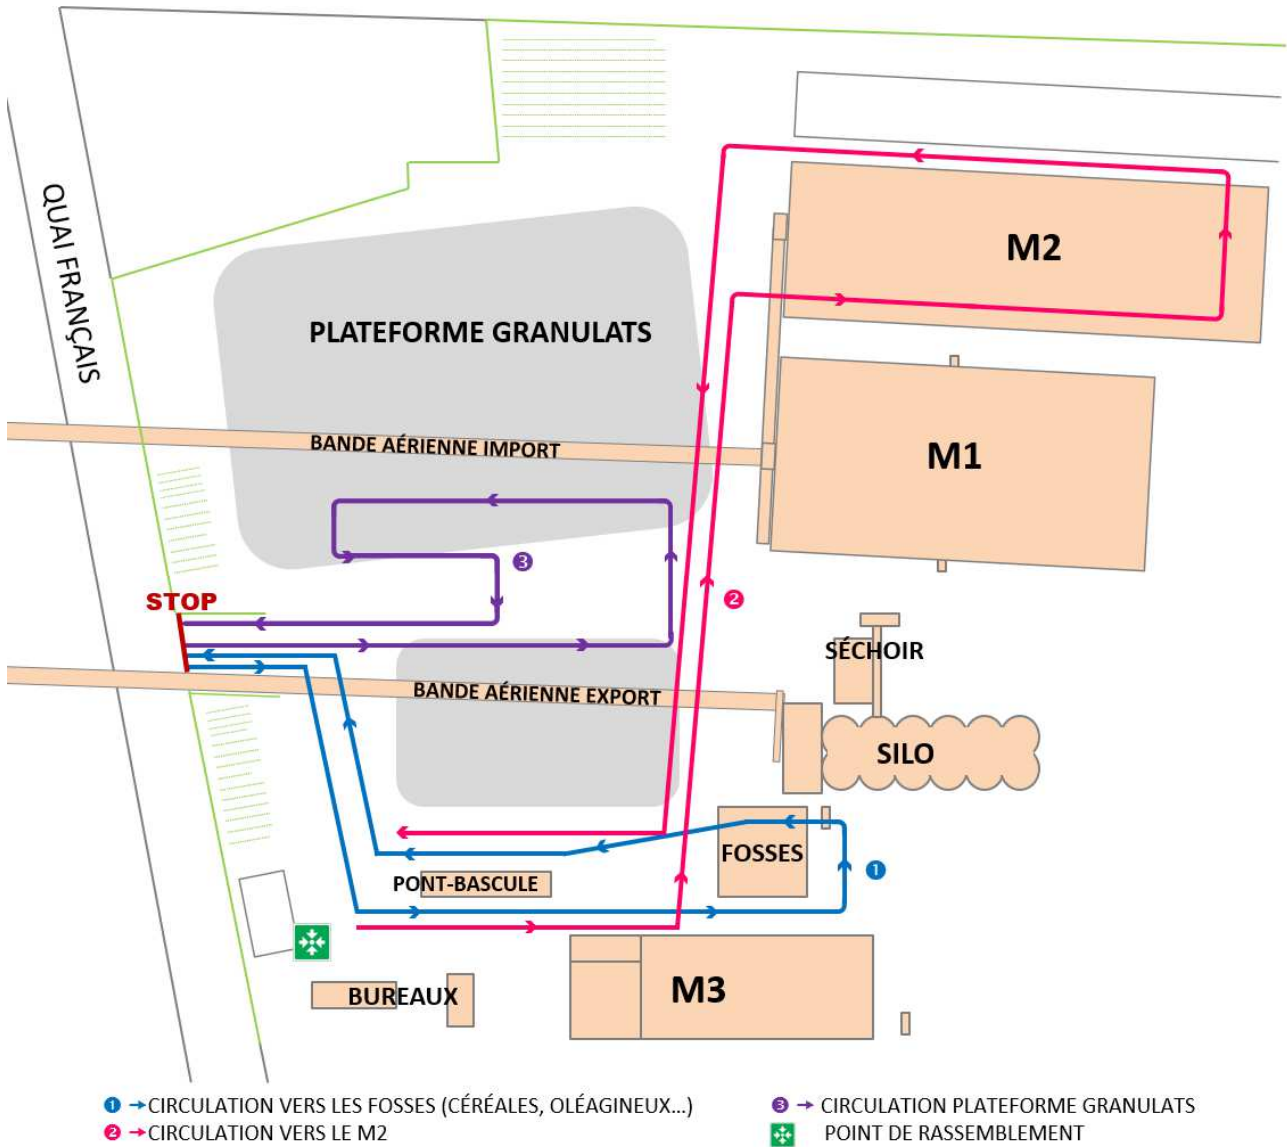 QUAI FRANÇAIS
M2
PLATEFORME GRANULATS
BANDE AÉRIENNE IMPORT
M1
3
2
STOP
SÉCHOIR
BANDE AÉRIENNE EXPORT
SILO
FOSSES
1
PONT-BASCULE
BUREAUX
M3
1 → CIRCULATION VERS LES FOSSES (CÉRÉALES, OLÉAGINEUX...)
2 → CIRCULATION VERS LE M2
3 → CIRCULATION PLATEFORME GRANULATS
POINT DE RASSEMBLEMENT